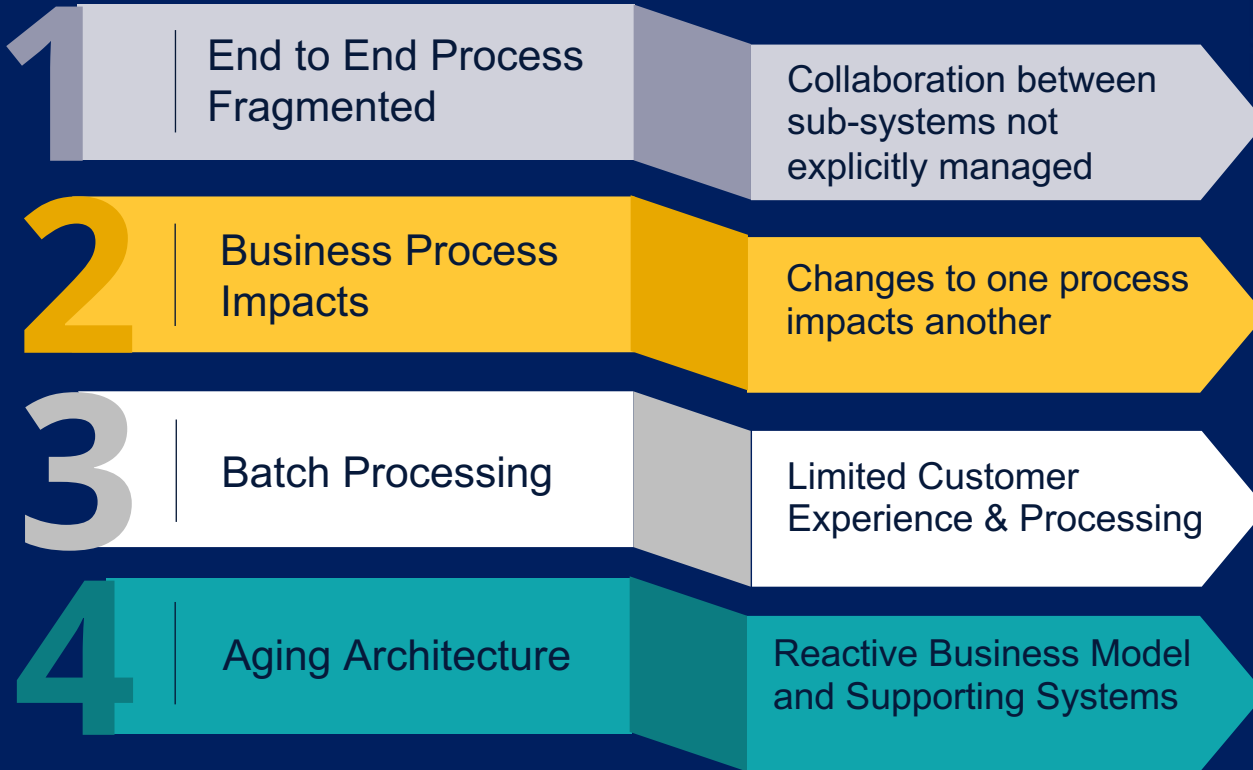 1
End to End Process
Fragmented
Collaboration between
sub-systems not
explicitly managed
2
Business Process
Impacts
Changes to one process
impacts another
3
Batch Processing
Limited Customer
Experience & Processing
4
Aging Architecture
Reactive Business Model
and Supporting Systems